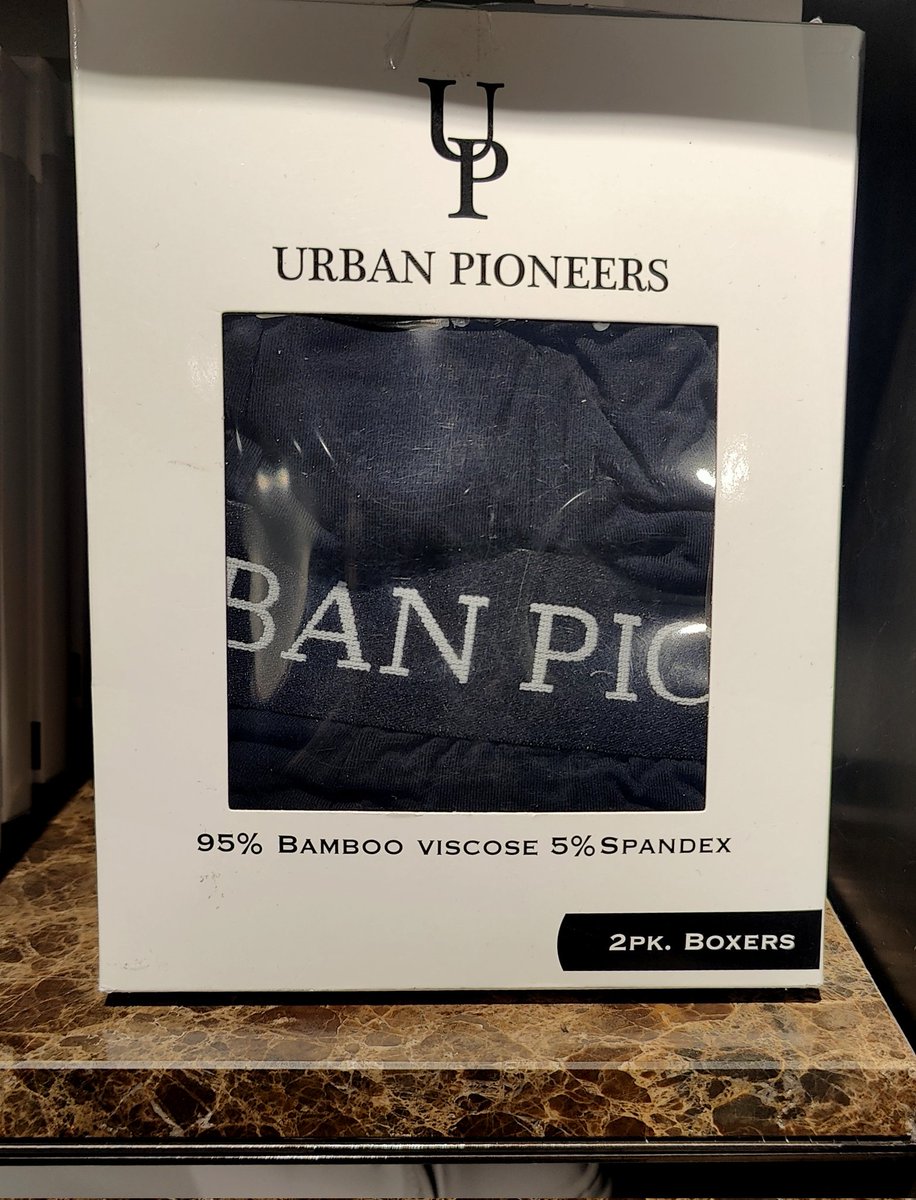 UP
URBAN PIONEERS
BAN PIO
95% BAMBOO VISCOSE 5% SPANDEX
2PK. BOXERS